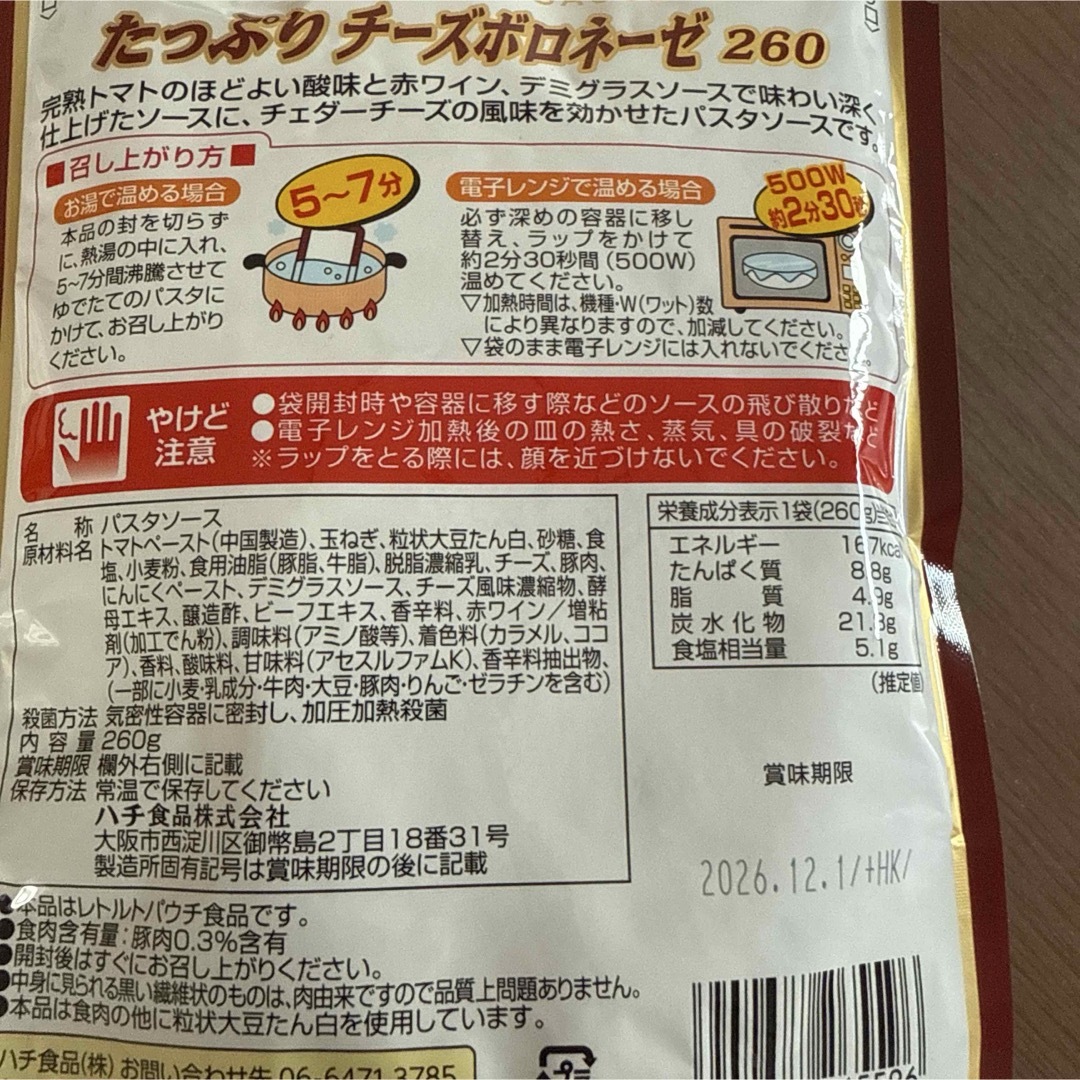 たっぷりチーズボロネーゼ 260
完熟トマトのほどよい酸味と赤ワイン、デミグラスソースで味わい深く
仕上げたソースに、チェダーチーズの風味を効かせたパスタソースです。
■召し上がり方■
お湯で温める場合
5〜7分
本品の封を切らず
に、熱湯の中に入れ、
5~7分間沸騰させて
ゆでたてのパスタに
かけて、お召し上がり
ください。
電子レンジで温める場合
500W
約2分30秒
必ず深めの容器に移し
替え、ラップをかけて
約2分30秒間(500W)
温めてください。
▽加熱時間は、機種・W(ワット)数
により異なりますので、加減してください。
▽袋のまま電子レンジには入れないでください。
やけど
注意
●袋開封時や容器に移す際などのソースの飛び散りなど
●電子レンジ加熱後の皿の熱さ、蒸気、具の破裂など
※ラップをとる際には、顔を近づけないでください。
名称 パスタソース
原材料名 トマトペースト(中国製造)、玉ねぎ、粒状大豆たん白、砂糖、食
塩、小麦粉、食用油脂(豚脂、牛脂)、脱脂濃縮乳、チーズ、豚肉、
にんにくペースト、デミグラスソース、チーズ風味濃縮物、酵
母エキス、醸造酢、ビーフエキス、香辛料、赤ワイン/増粘
剤(加工でん粉)、調味料(アミノ酸等)、着色料(カラメル、ココ
ア)、香料、酸味料、甘味料(アセスルファムK)、香辛料抽出物、
(一部に小麦・乳成分・牛肉・大豆・豚肉・りんご・ゼラチンを含む)
殺菌方法 気密性容器に密封し、加圧加熱殺菌
内容量 260g
賞味期限 欄外右側に記載
保存方法 常温で保存してください
ハチ食品株式会社
大阪市西淀川区御幣島2丁目18番31号
製造所固有記号は賞味期限の後に記載
栄養成分表示1袋(260g)当たり
エネルギー 167kcal
たんぱく質 8.8g
脂質 4.9g
炭水化物 21.8g
食塩相当量 5.1g
(推定値)
賞味期限
2026.12.1/+HK/
●本品はレトルトパウチ食品です。
●食肉含有量:豚肉0.3%含有
●開封後はすぐにお召し上がりください。
●中身に見られる黒い繊維状のものは、肉由来ですので品質上問題ありません。
●本品は食肉の他に粒状大豆たん白を使用しています。
ハチ食品(株) お問い合わせ先 06-6471-3785